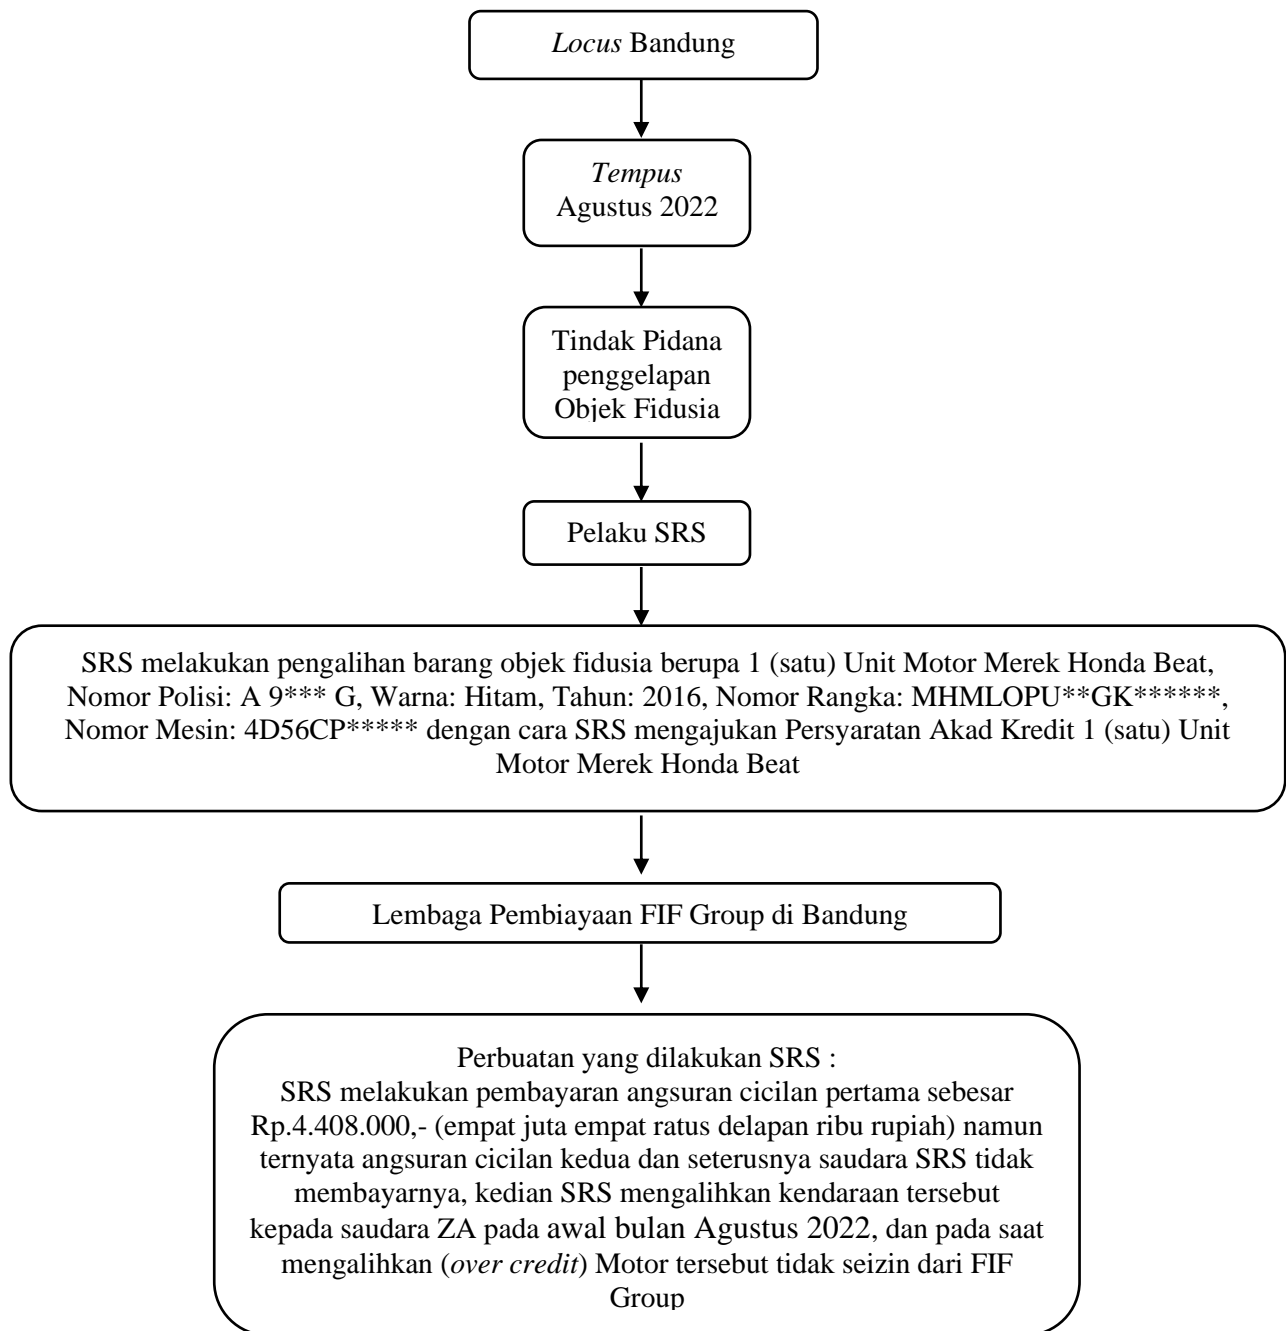 Locus Bandung
Tempus
Agustus 2022
Tindak Pidana
penggelapan
Objek Fidusia
Pelaku SRS
SRS melakukan pengalihan barang objek fidusia berupa 1 (satu) Unit Motor Merek Honda Beat,
Nomor Polisi: A 9*** G, Warna: Hitam, Tahun: 2016, Nomor Rangka: MHMLOPU**GK******,
Nomor Mesin: 4D56CP***** dengan cara SRS mengajukan Persyaratan Akad Kredit 1 (satu) Unit
Motor Merek Honda Beat
Lembaga Pembiayaan FIF Group di Bandung
Perbuatan yang dilakukan SRS :
SRS melakukan pembayaran angsuran cicilan pertama sebesar
Rp.4.408.000,- (empat juta empat ratus delapan ribu rupiah) namun
ternyata angsuran cicilan kedua dan seterusnya saudara SRS tidak
membayarnya, kedian SRS mengalihkan kendaraan tersebut
kepada saudara ZA pada awal bulan Agustus 2022, dan pada saat
mengalihkan (over credit) Motor tersebut tidak seizin dari FIF
Group